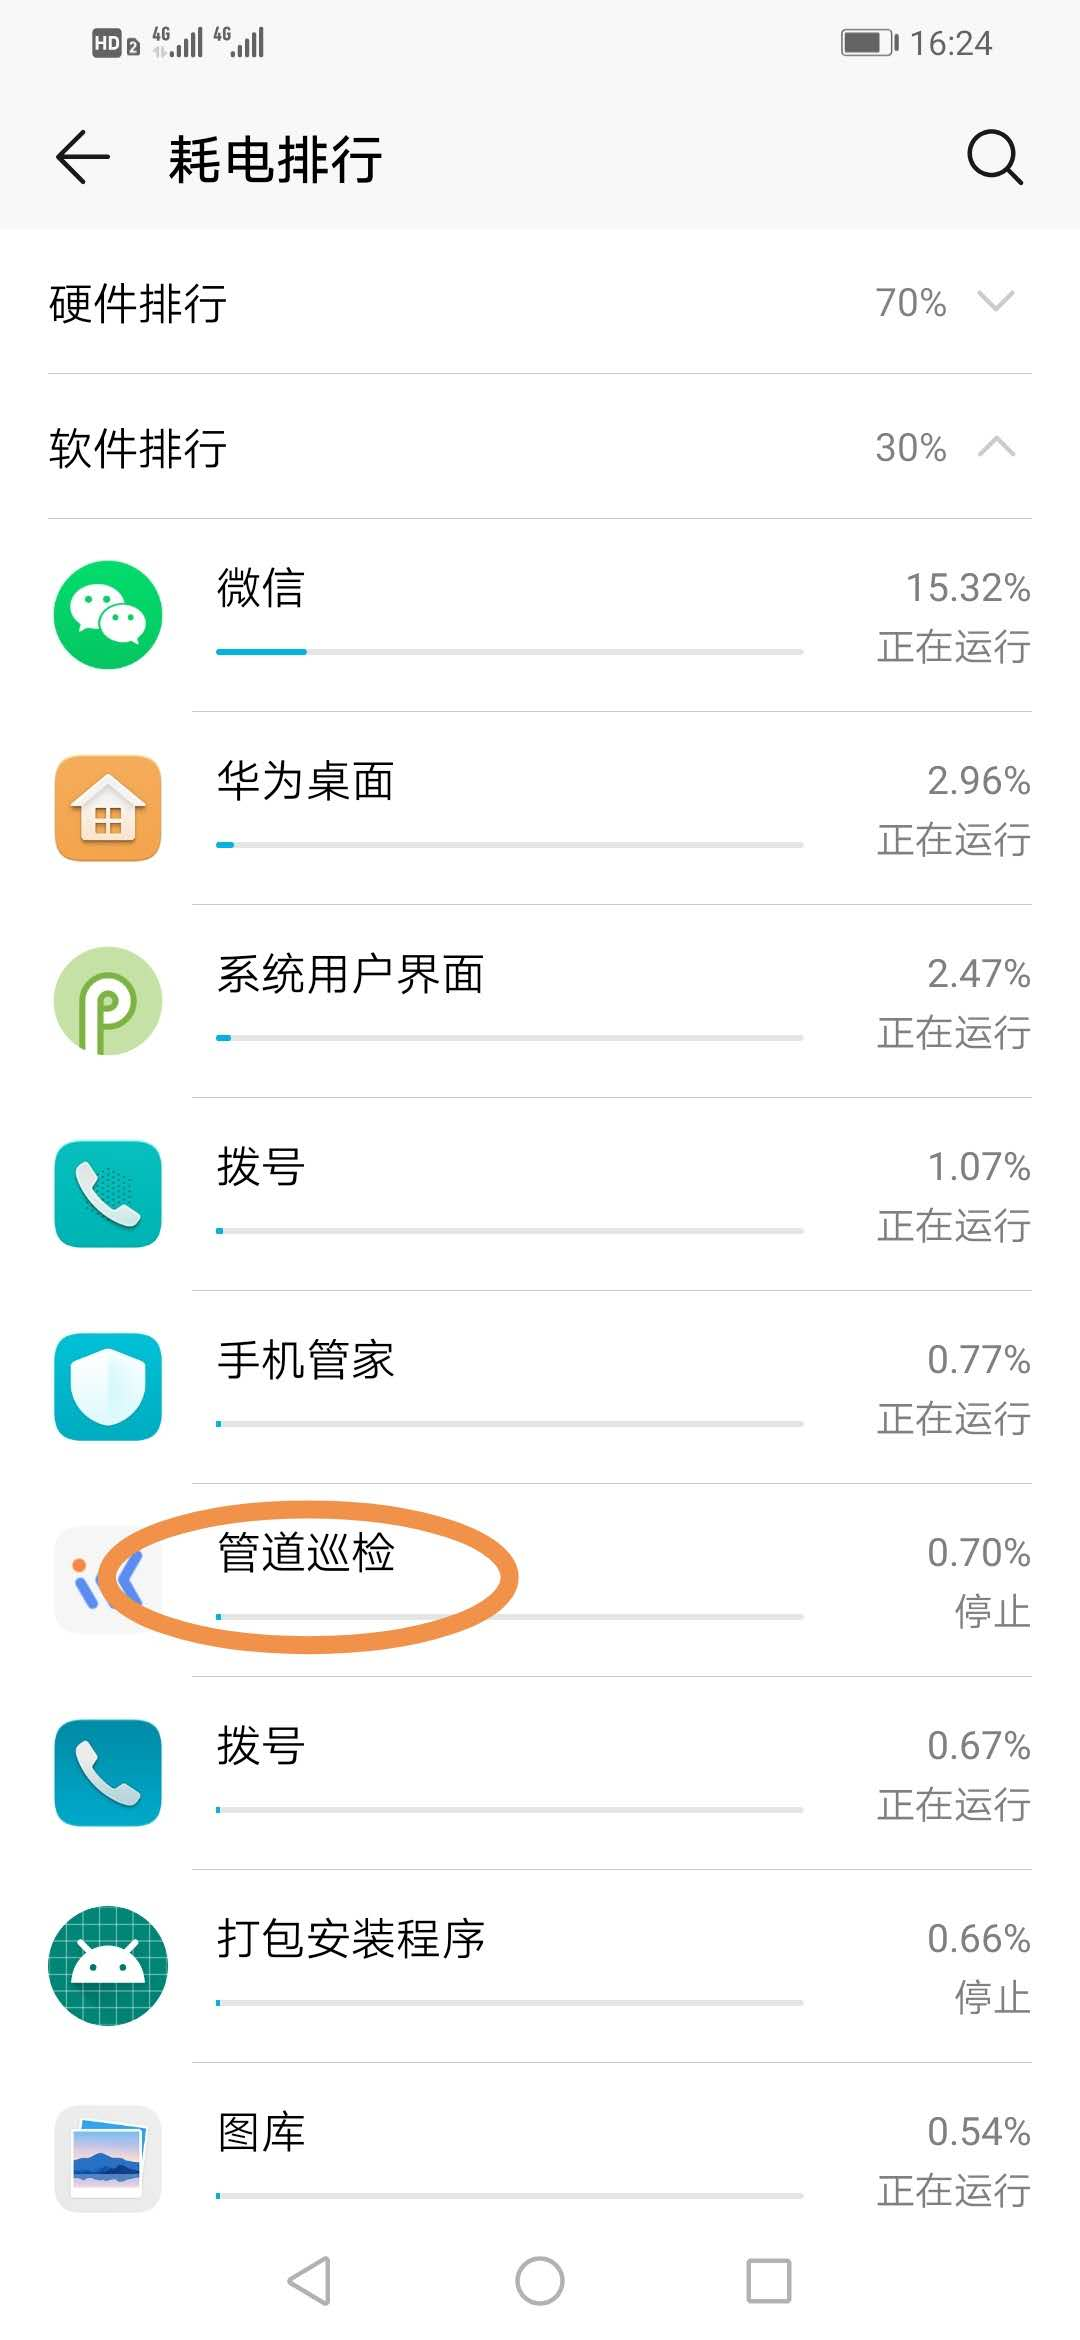 HD 2 4G 4G 16:24
耗电排行
硬件排行 70%
软件排行 30%
微信 15.32%
正在运行
华为桌面 2.96%
正在运行
系统用户界面 2.47%
正在运行
拨号 1.07%
正在运行
手机管家 0.77%
正在运行
管道巡检 0.70%
停止
拨号 0.67%
正在运行
打包安装程序 0.66%
停止
图库 0.54%
正在运行